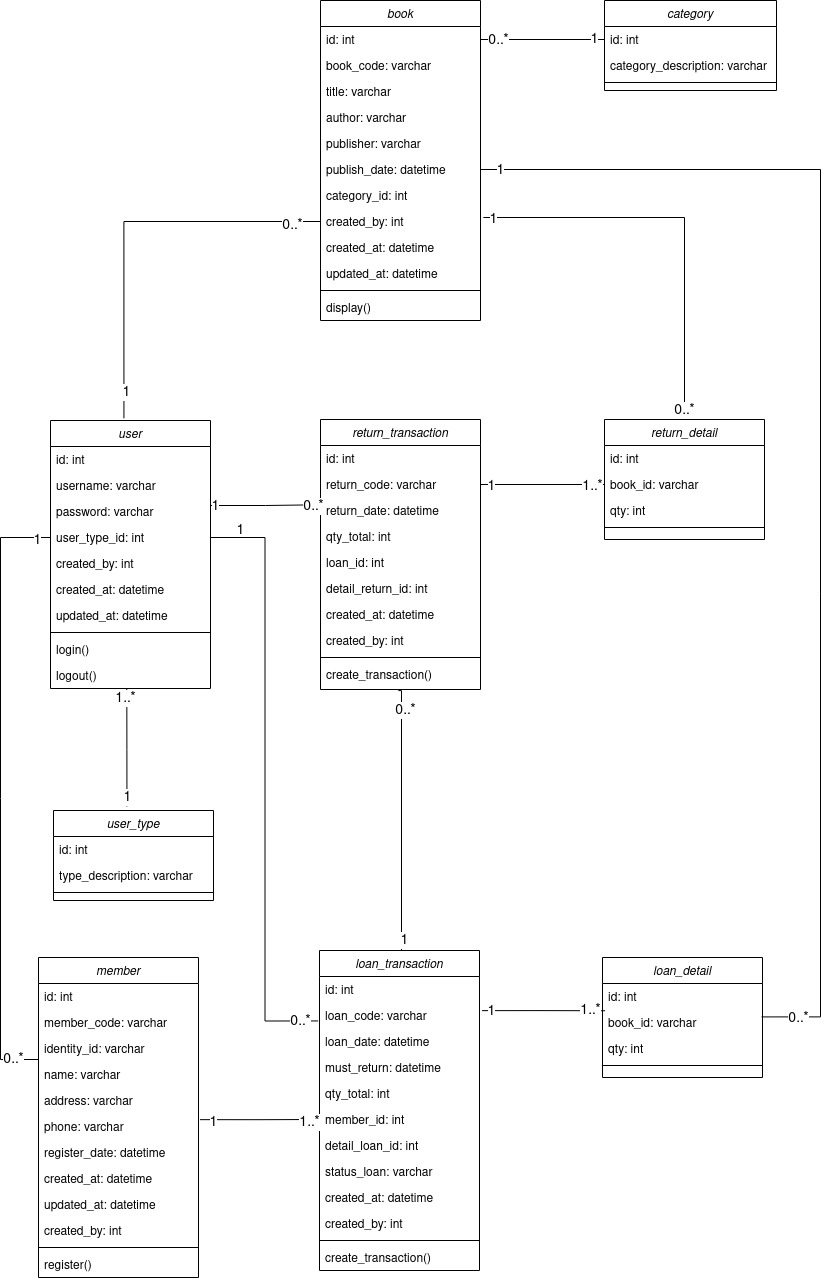 book
id: int
book_code: varchar
title: varchar
author: varchar
publisher: varchar
publish_date: datetime
category_id: int
created_by: int
created_at: datetime
updated_at: datetime
display()
0..*
1
category
id: int
category_description: varchar
1
1
0..*
1
0..*
user
id: int
username: varchar
password: varchar
user_type_id: int
created_by: int
created_at: datetime
updated_at: datetime
login()
logout()
1
0..*
1
1
return_transaction
id: int
return_code: varchar
return_date: datetime
qty_total: int
loan_id: int
detail_return_id: int
created_at: datetime
created_by: int
create_transaction()
1
1..*
return_detail
id: int
book_id: varchar
qty: int
1..*
1
0..*
1
user_type
id: int
type_description: varchar
member
id: int
member_code: varchar
identity_id: varchar
name: varchar
address: varchar
phone: varchar
register_date: datetime
created_at: datetime
updated_at: datetime
created_by: int
register()
0..*
1
1..*
0..*
loan_transaction
id: int
loan_code: varchar
loan_date: datetime
must_return: datetime
qty_total: int
member_id: int
detail_loan_id: int
status_loan: varchar
created_at: datetime
created_by: int
create_transaction()
1
1..*
loan_detail
id: int
book_id: varchar
qty: int
0..*